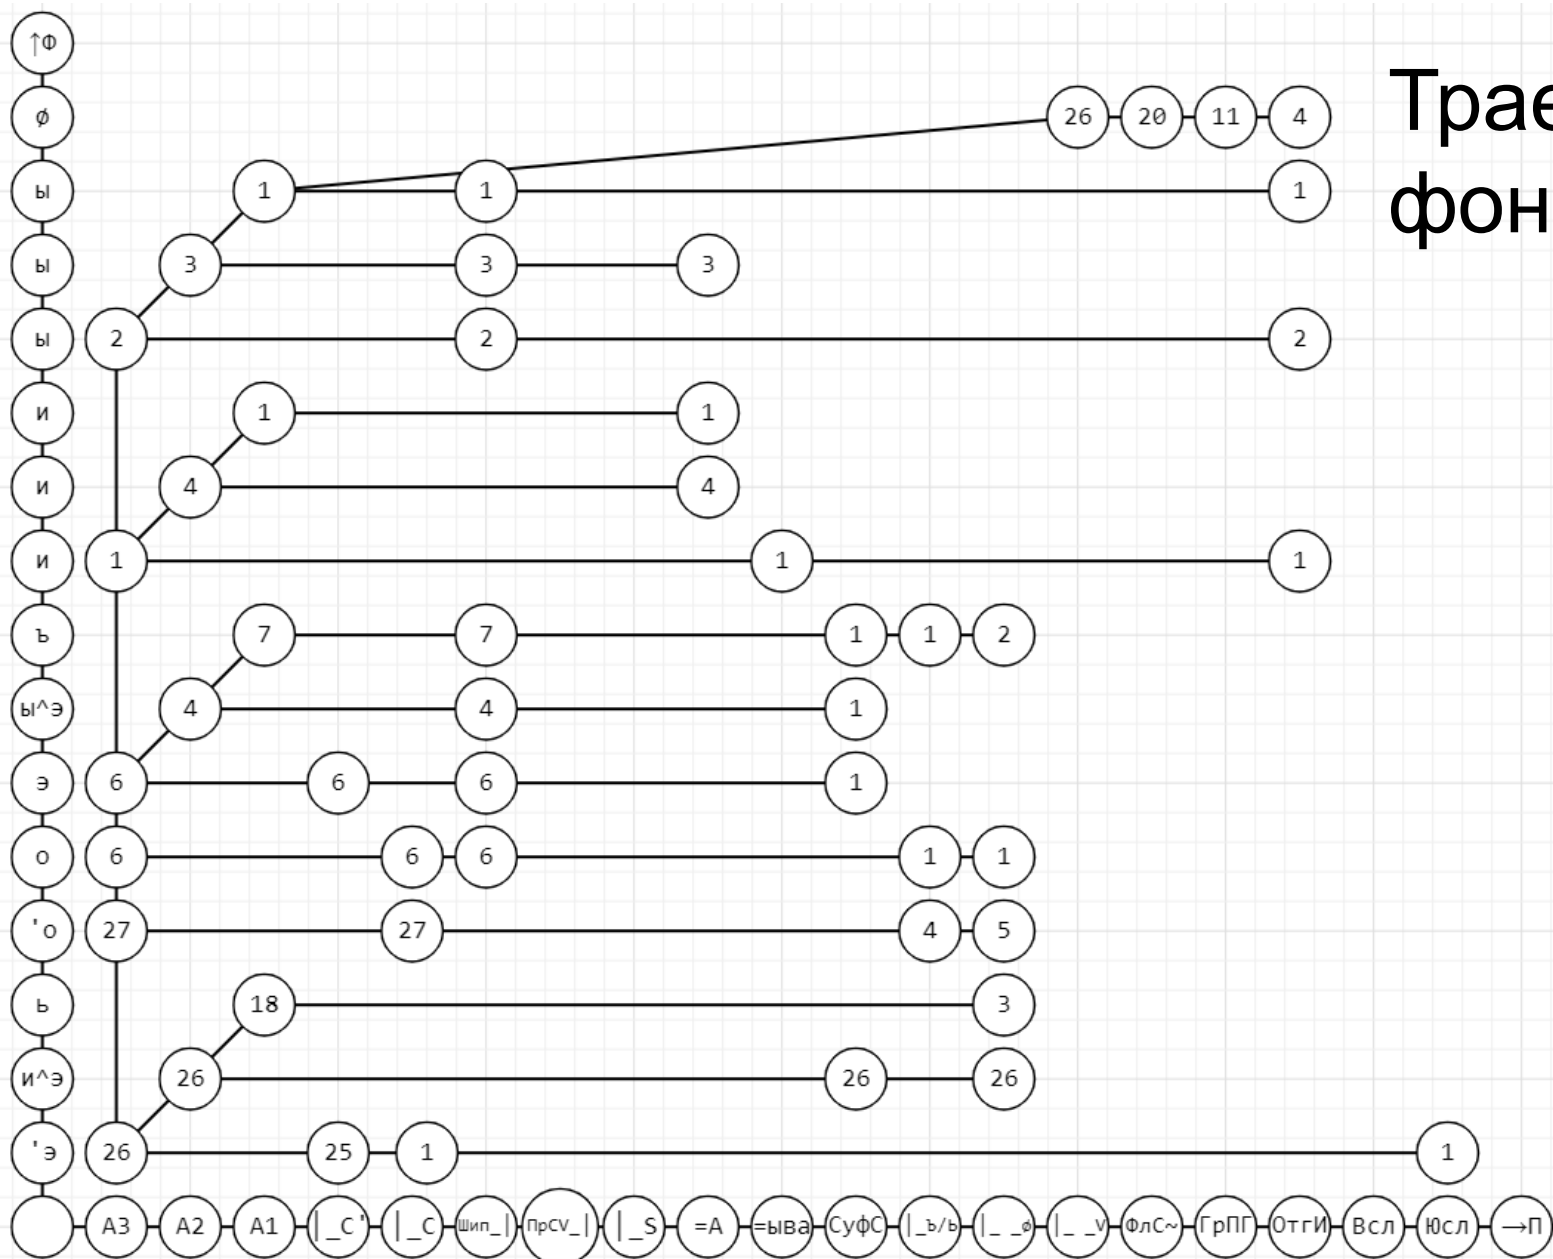 ↑Ф
ø 26 20 11 4
ы 1 1 1
ы 3 3 3
ы 2 2 2
и 1 1
и 4 4
и 1 1 1
ъ 7 7 1 1 2
ы^э 4 4 1
э 6 6 6 1
о 6 6 6 1 1
'о 27 27 4 5
ь 18 3
и^э 26 26 26
'э 26 25 1 1
А3 А2 А1 |_С' |_С Шип_| ПрСV_| |_S =А =ыва СуфС |_ъ/ь |_ _ø |_ _V ФлС~ ГрПГ ОтгИ Всл Юсл →П
Трае
фон